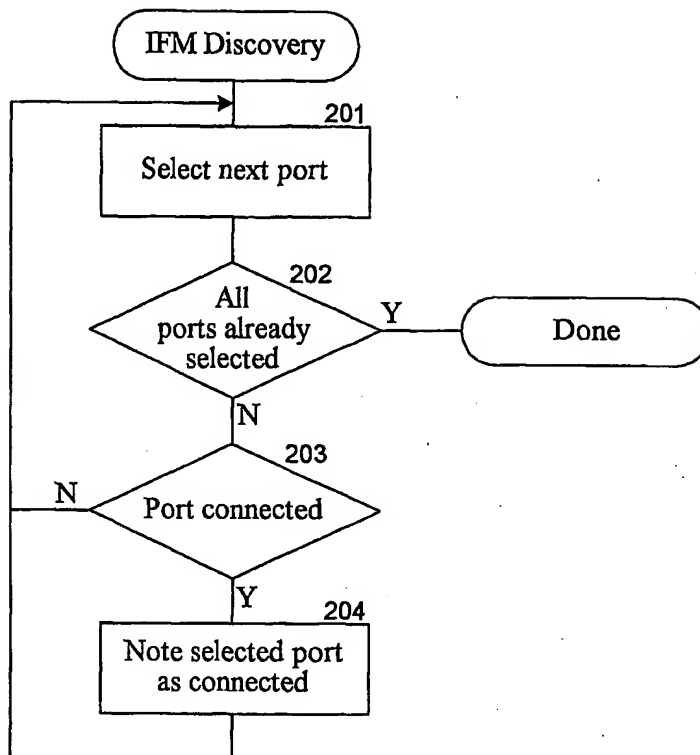 IFM Discovery
201
Select next port
202
All
ports already
selected
Y
Done
N
203
N
Port connected
Y
204
Note selected port
as connected